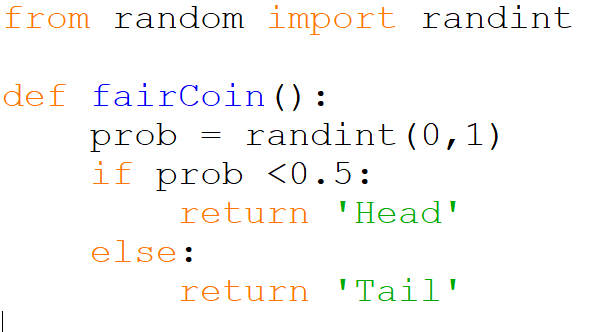 from random import randint
def fairCoin():
    prob = randint(0,1)
    if prob <0.5:
        return 'Head'
    else:
        return 'Tail'